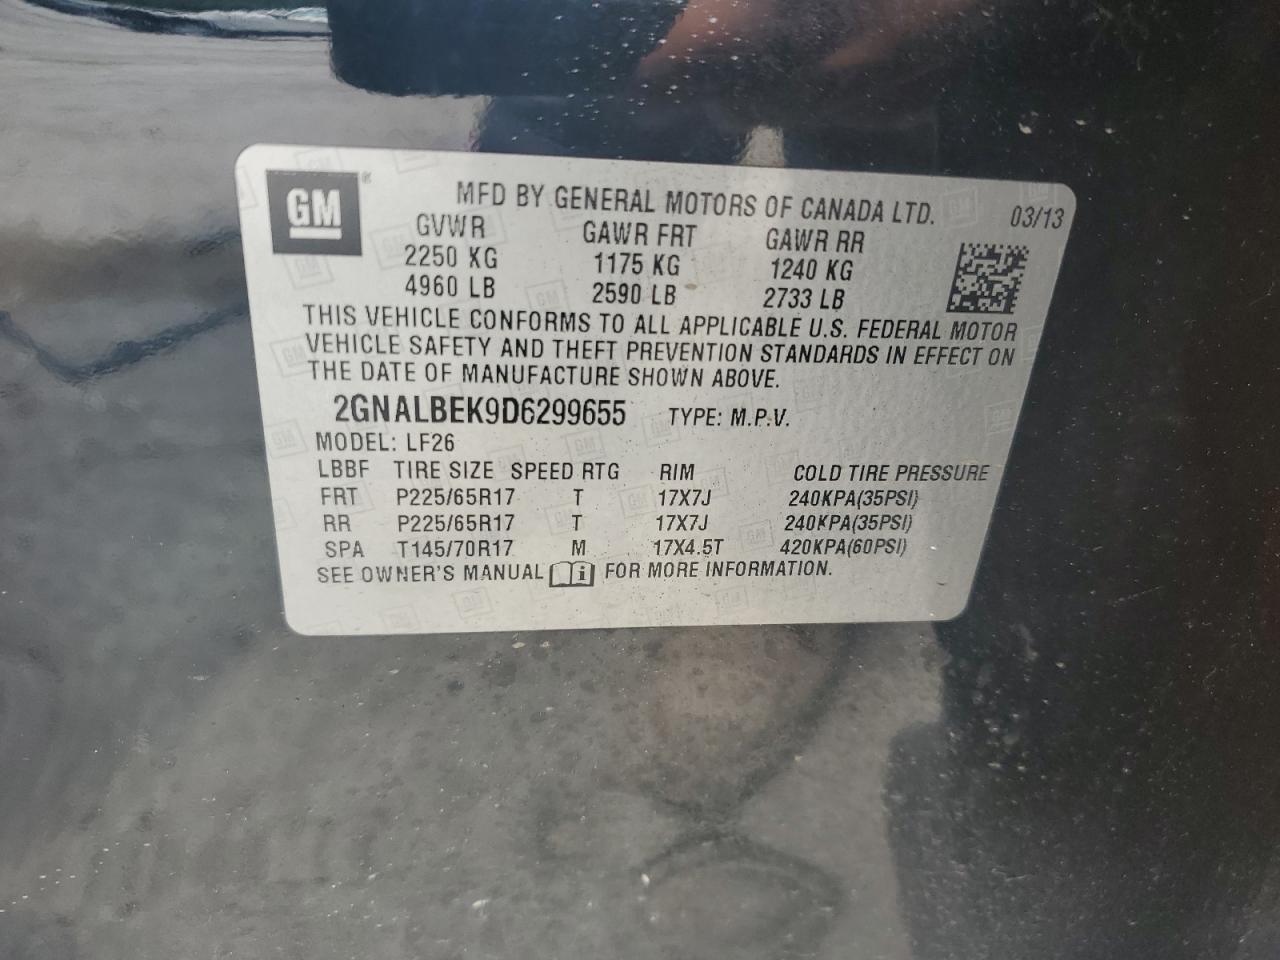 GM ®
MFD BY GENERAL MOTORS OF CANADA LTD. 03/13
GVWR GAWR FRT GAWR RR
2250 KG 1175 KG 1240 KG
4960 LB 2590 LB 2733 LB
THIS VEHICLE CONFORMS TO ALL APPLICABLE U.S. FEDERAL MOTOR
VEHICLE SAFETY AND THEFT PREVENTION STANDARDS IN EFFECT ON
THE DATE OF MANUFACTURE SHOWN ABOVE.
2GNALBEK9D6299655 TYPE: M.P.V.
MODEL: LF26
LBBF TIRE SIZE SPEED RTG RIM COLD TIRE PRESSURE
FRT P225/65R17 T 17X7J 240KPA(35PSI)
RR P225/65R17 T 17X7J 240KPA(35PSI)
SPA T145/70R17 M 17X4.5T 420KPA(60PSI)
SEE OWNER'S MANUAL i FOR MORE INFORMATION.